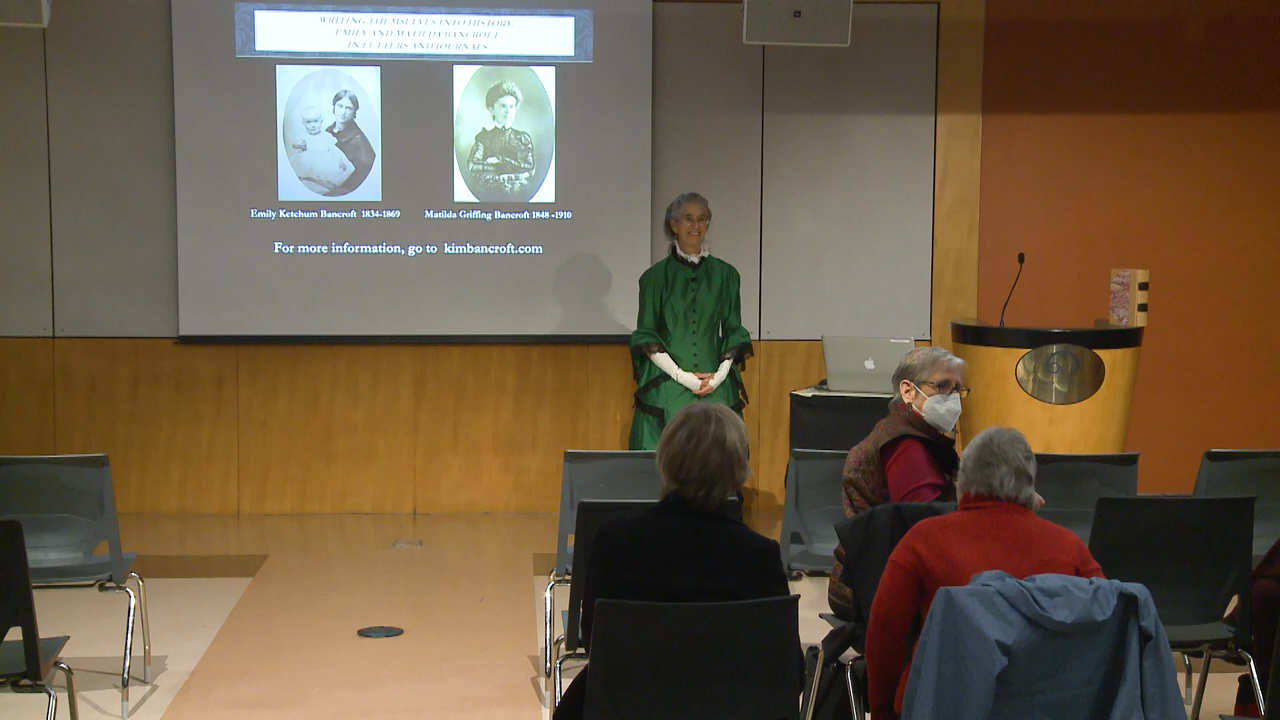 WRITING THEMSELVES INTO HISTORY:
EMILY AND MATILDA BANCROFT
IN LETTERS AND JOURNALS
Emily Ketchum Bancroft 1834-1869
Matilda Griffing Bancroft 1848 -1910
For more information, go to kimbancroft.com